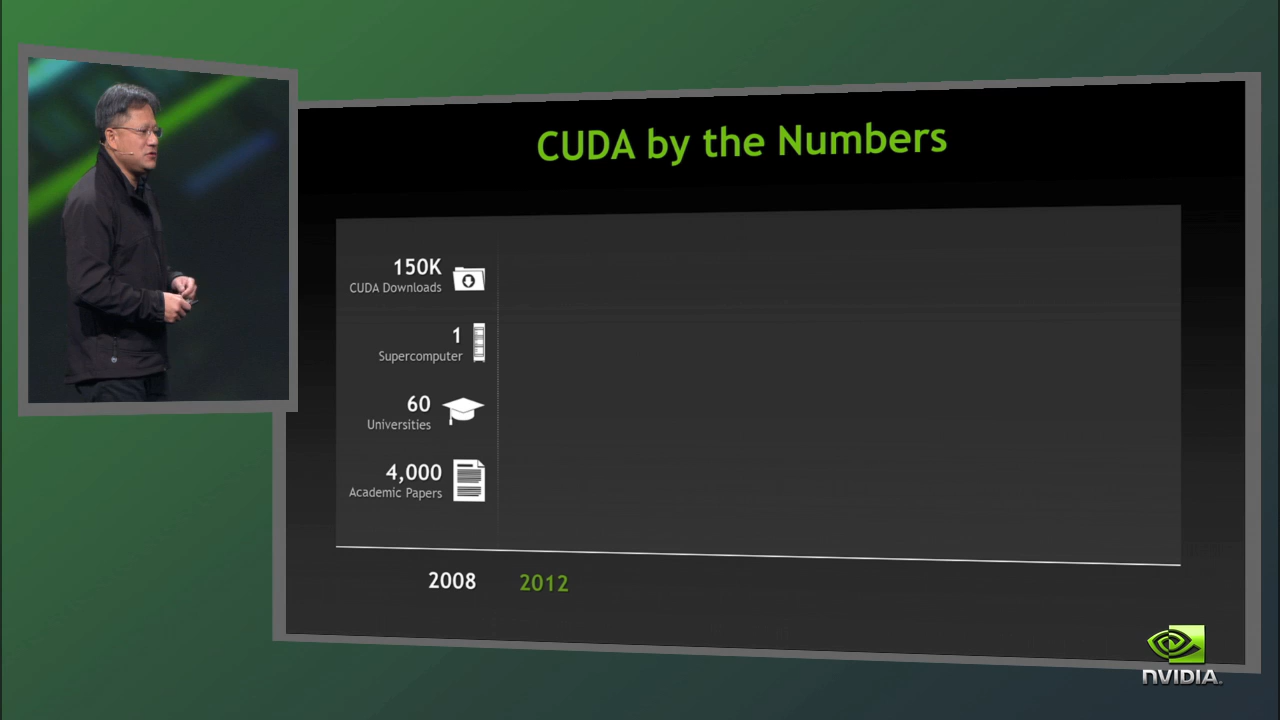 CUDA by the Numbers
150K
CUDA Downloads
1
Supercomputer
60
Universities
4,000
Academic Papers
2008 2012
NVIDIA.